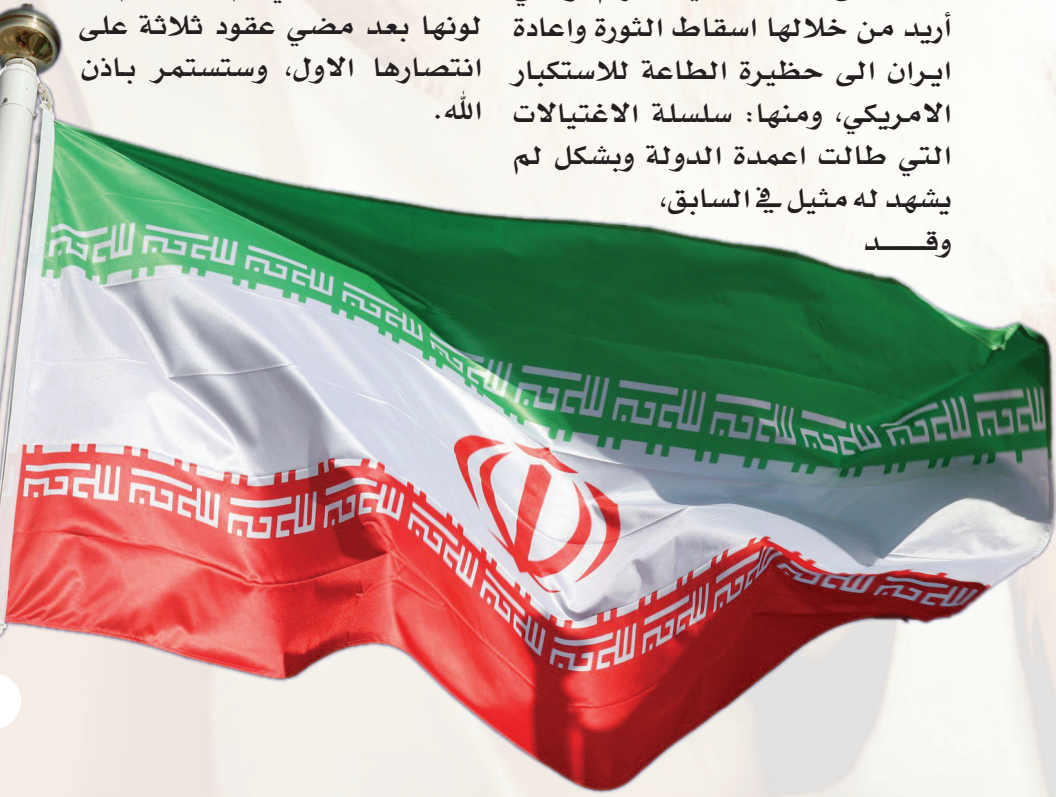 أريد من خلالها اسقاط الثورة واعادة
ايران الى حظيرة الطاعة للاستكبار
الامريكي، ومنها: سلسلة الاغتيالات
التي طالت اعمدة الدولة وبشكل لم
يشهد له مثيل في السابق،
وقـــــد
لونها بعد مضي عقود ثلاثة على
انتصارها الاول، وستستمر باذن
الله.